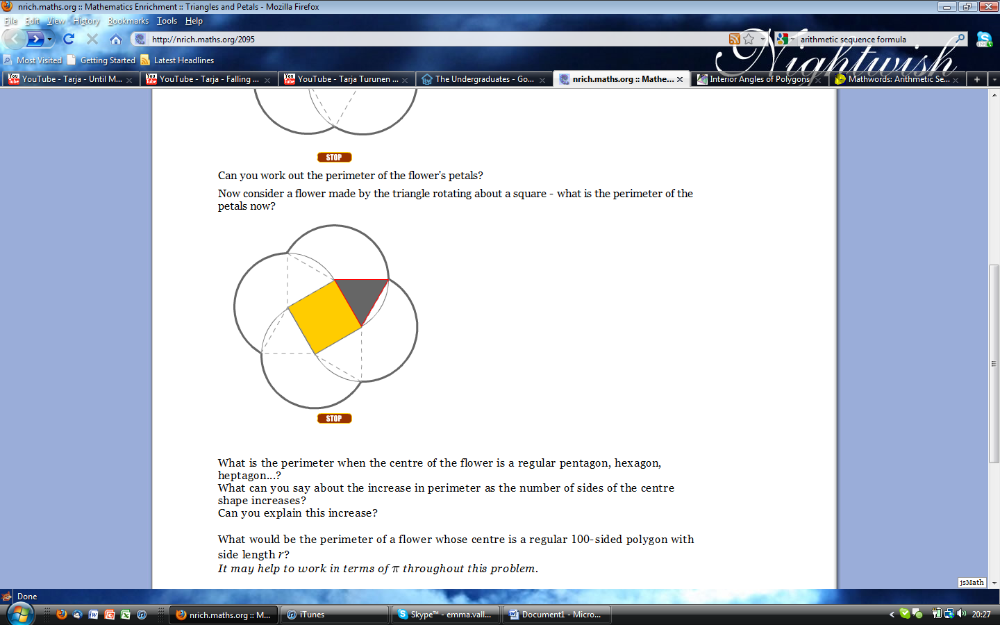 nrich.maths.org :: Mathematics Enrichment :: Triangles and Petals - Mozilla Firefox
File Edit View History Bookmarks Tools Help
http://nrich.maths.org/2095 arithmetic sequence formula
Nightwish
Most Visited Getting Started Latest Headlines
YouTube - Tarja - Until M... YouTube - Tarja - Falling ... YouTube - Tarja Turunen ... The Undergraduates - Go... nrich.maths.org :: Mathe... Interior Angles of Polygons Mathwords: Arithmetic Se...
STOP
Can you work out the perimeter of the flower's petals?
Now consider a flower made by the triangle rotating about a square - what is the perimeter of the
petals now?
STOP
What is the perimeter when the centre of the flower is a regular pentagon, hexagon,
heptagon...?
What can you say about the increase in perimeter as the number of sides of the centre
shape increases?
Can you explain this increase?
What would be the perimeter of a flower whose centre is a regular 100-sided polygon with
side length r?
It may help to work in terms of π throughout this problem.
jsMath
Done
nrich.maths.org :: M... iTunes Skype™ - emma.vall... Document1 - Micro... 20:27